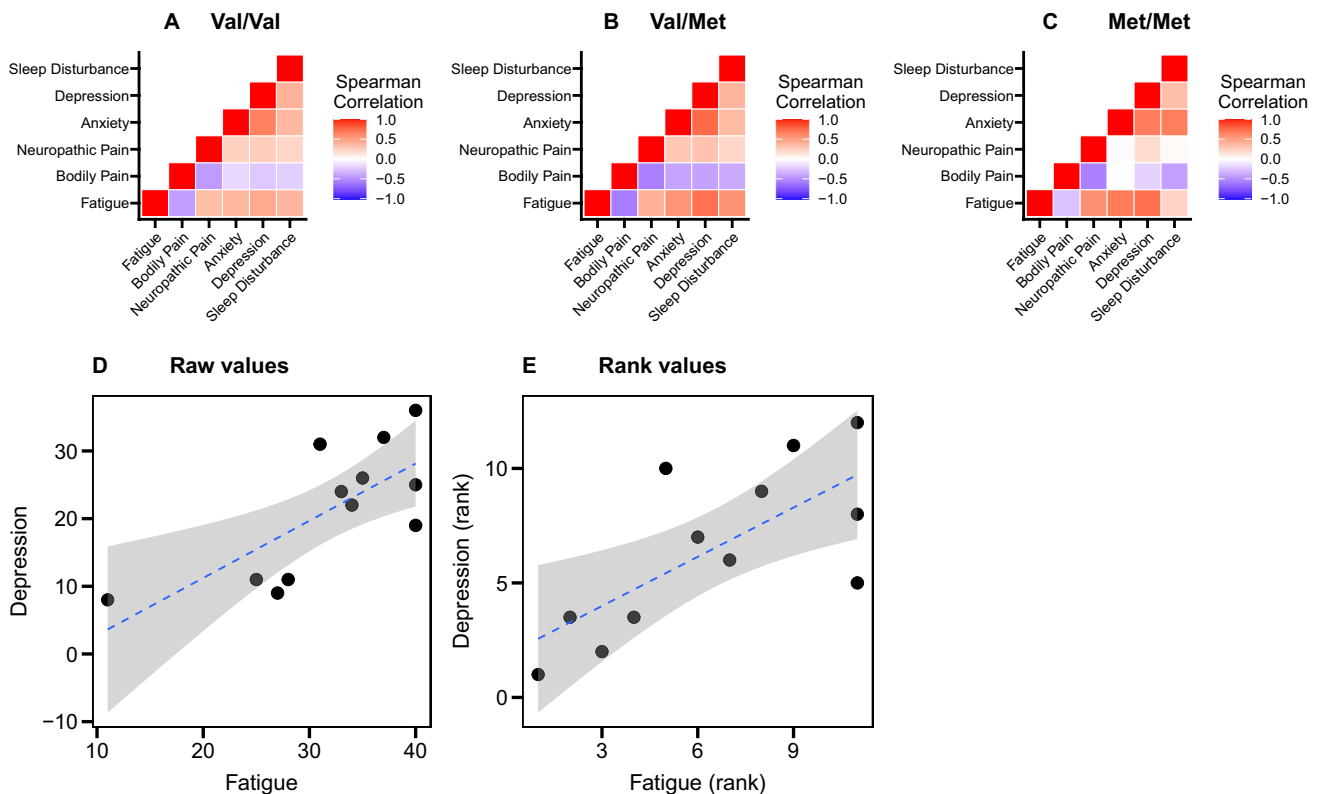 A Val/Val
Sleep Disturbance
Depression
Anxiety
Neuropathic Pain
Bodily Pain
Fatigue
Fatigue
Bodily Pain
Neuropathic Pain
Anxiety
Depression
Sleep Disturbance
Spearman
Correlation
1.0
0.5
0.0
−0.5
−1.0
B Val/Met
Sleep Disturbance
Depression
Anxiety
Neuropathic Pain
Bodily Pain
Fatigue
Fatigue
Bodily Pain
Neuropathic Pain
Anxiety
Depression
Sleep Disturbance
Spearman
Correlation
1.0
0.5
0.0
−0.5
−1.0
C Met/Met
Sleep Disturbance
Depression
Anxiety
Neuropathic Pain
Bodily Pain
Fatigue
Fatigue
Bodily Pain
Neuropathic Pain
Anxiety
Depression
Sleep Disturbance
Spearman
Correlation
1.0
0.5
0.0
−0.5
−1.0
D Raw values
Depression
30
20
10
0
−10
10 20 30 40
Fatigue
E Rank values
Depression (rank)
10
5
0
3 6 9
Fatigue (rank)